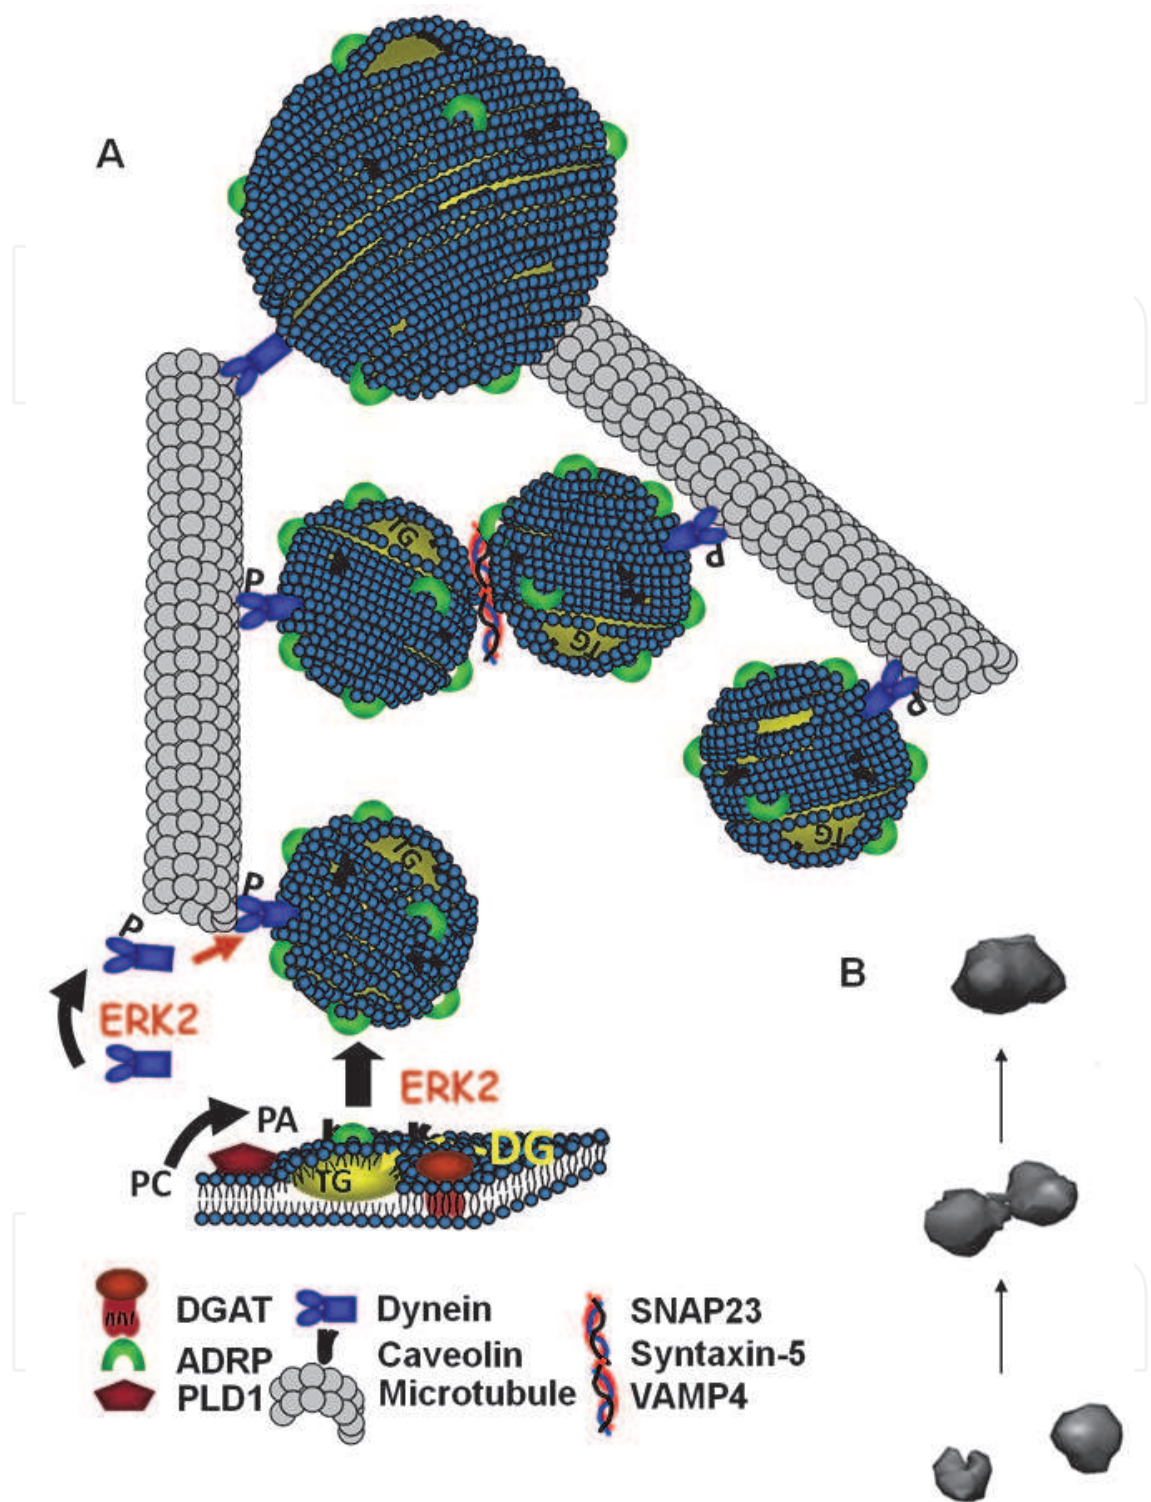 A
TG
P
P
TG
P
TG
TG
P
P
B
ERK2
ERK2
PA
DG
PC
TG
DGAT
Dynein
SNAP23
ADRP
Caveolin
Syntaxin-5
PLD1
Microtubule
VAMP4